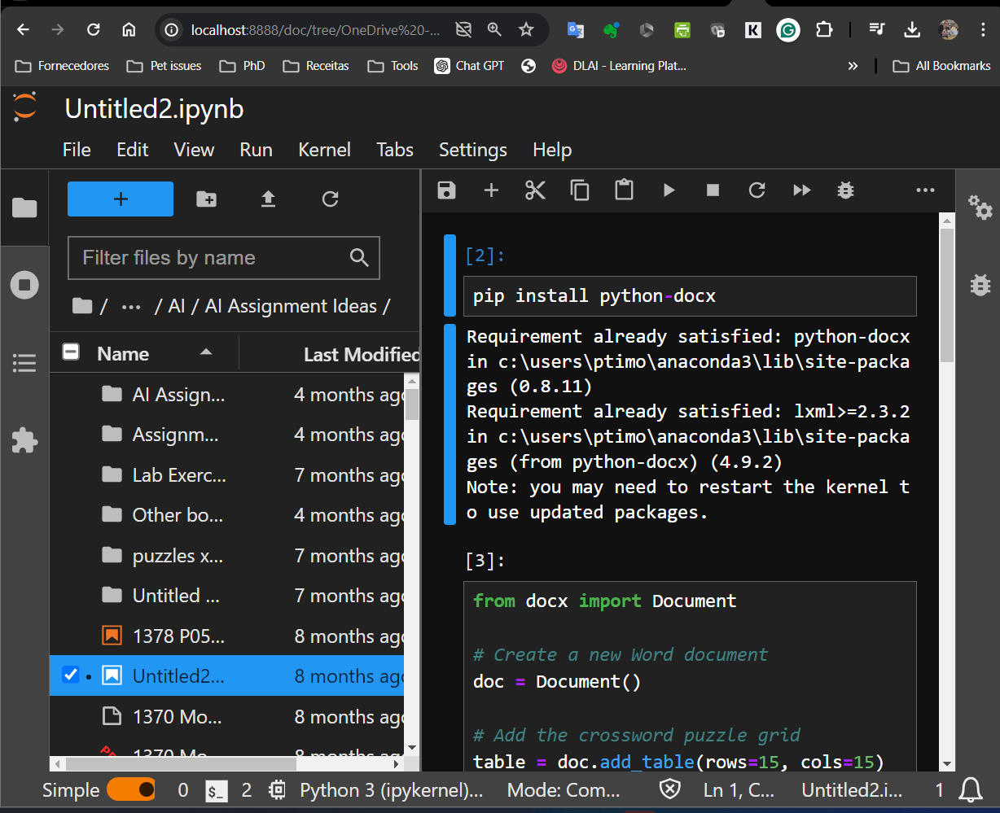 localhost:8888/doc/tree/OneDrive%20-...
Fornecedores Pet issues PhD Receitas Tools Chat GPT DLAI - Learning Plat... » All Bookmarks
Untitled2.ipynb
File Edit View Run Kernel Tabs Settings Help
Filter files by name
/ ... / AI / AI Assignment Ideas /
Name Last Modified
AI Assign... 4 months ago
Assignm... 4 months ago
Lab Exerc... 7 months ago
Other bo... 4 months ago
puzzles x... 7 months ago
Untitled ... 7 months ago
1378 P05... 8 months ago
Untitled2... 8 months ago
1370 Mo... 8 months ago
1370 Mo... 8 months ago
[2]:
pip install python-docx
Requirement already satisfied: python-docx
in c:\users\ptimo\anaconda3\lib\site-packa
ges (0.8.11)
Requirement already satisfied: lxml>=2.3.2
in c:\users\ptimo\anaconda3\lib\site-packa
ges (from python-docx) (4.9.2)
Note: you may need to restart the kernel t
o use updated packages.
[3]:
from docx import Document
# Create a new Word document
doc = Document()
# Add the crossword puzzle grid
table = doc.add_table(rows=15, cols=15)
Simple 0 $_ 2 Python 3 (ipykernel)... Mode: Com... Ln 1, C... Untitled2.i... 1